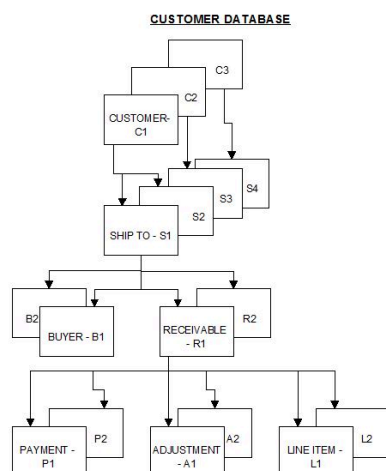 CUSTOMER DATABASE
C3
C2
CUSTOMER-
C1
S4
S3
S2
SHIP TO - S1
B2
BUYER - B1
RECEIVABLE
- R1
R2
PAYMENT -
P1
P2
ADJUSTMENT
- A1
A2
LINE ITEM -
L1
L2